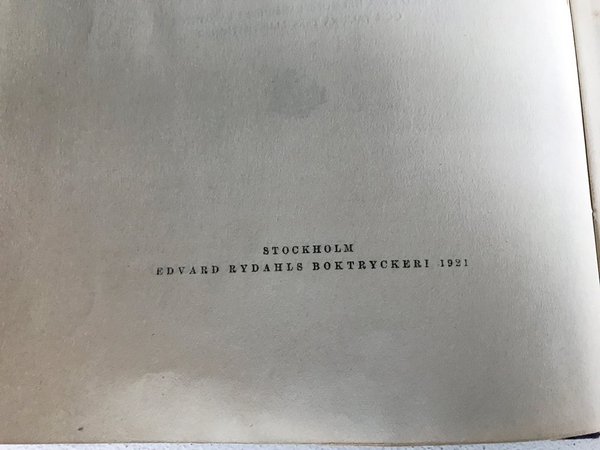 STOCKHOLM
EDVARD RYDAHLS BOKTRYCKERI 1921